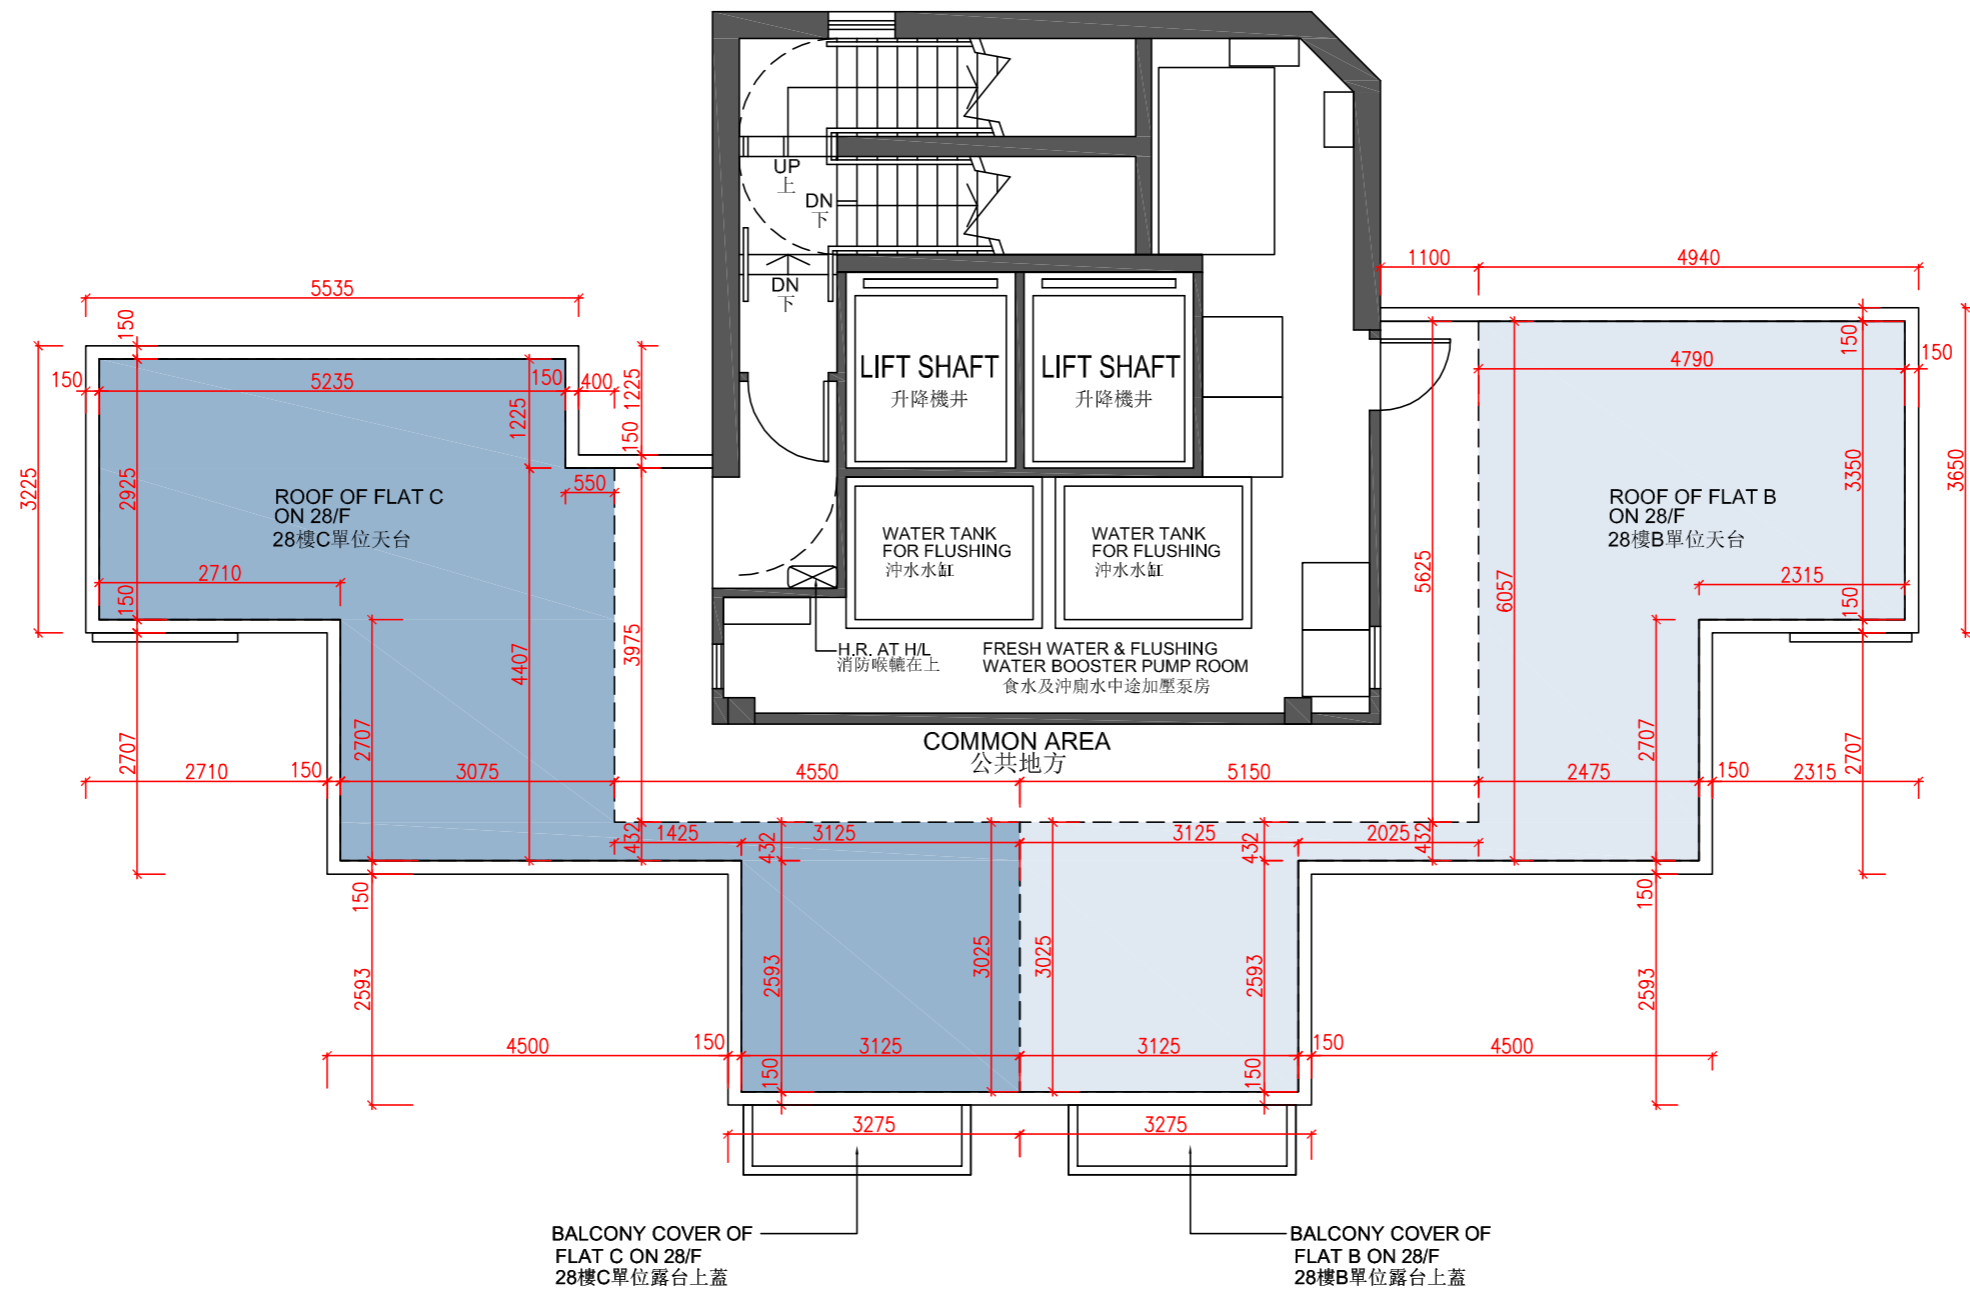 UP
上
DN
下
DN
下
1100
4940
5535
150
3225
150
5235
150
400
1225
1225
150
2925
550
ROOF OF FLAT C
ON 28/F
28樓C單位天台
2710
150
4407
3975
2707
2707
LIFT SHAFT
升降機井
LIFT SHAFT
升降機井
WATER TANK
FOR FLUSHING
沖水水缸
WATER TANK
FOR FLUSHING
沖水水缸
H.R. AT H/L
消防喉轆在上
FRESH WATER & FLUSHING
WATER BOOSTER PUMP ROOM
食水及沖廁水中途加壓泵房
150
150
4790
3650
3350
ROOF OF FLAT B
ON 28/F
28樓B單位天台
5625
6057
2315
150
2707
2707
COMMON AREA
公共地方
2710
150
3075
4550
5150
2475
150
2315
432
1425
432
3125
3125
432
2025
432
150
2593
2593
3025
3025
2593
150
2593
4500
150
3125
3125
150
4500
150
150
3275
3275
BALCONY COVER OF
FLAT C ON 28/F
28樓C單位露台上蓋
BALCONY COVER OF
FLAT B ON 28/F
28樓B單位露台上蓋